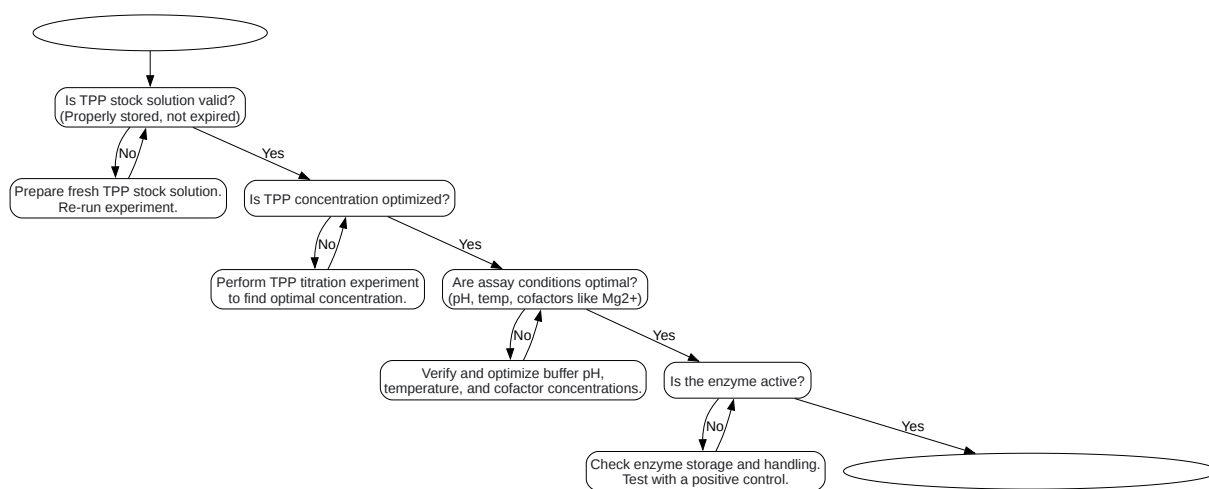 Is TPP stock solution valid?
(Properly stored, not expired)
No
Yes
Prepare fresh TPP stock solution.
Re-run experiment.
Is TPP concentration optimized?
No
Yes
Perform TPP titration experiment
to find optimal concentration.
Are assay conditions optimal?
(pH, temp, cofactors like Mg2+)
No
Yes
Verify and optimize buffer pH,
temperature, and cofactor concentrations.
Is the enzyme active?
No
Yes
Check enzyme storage and handling.
Test with a positive control.